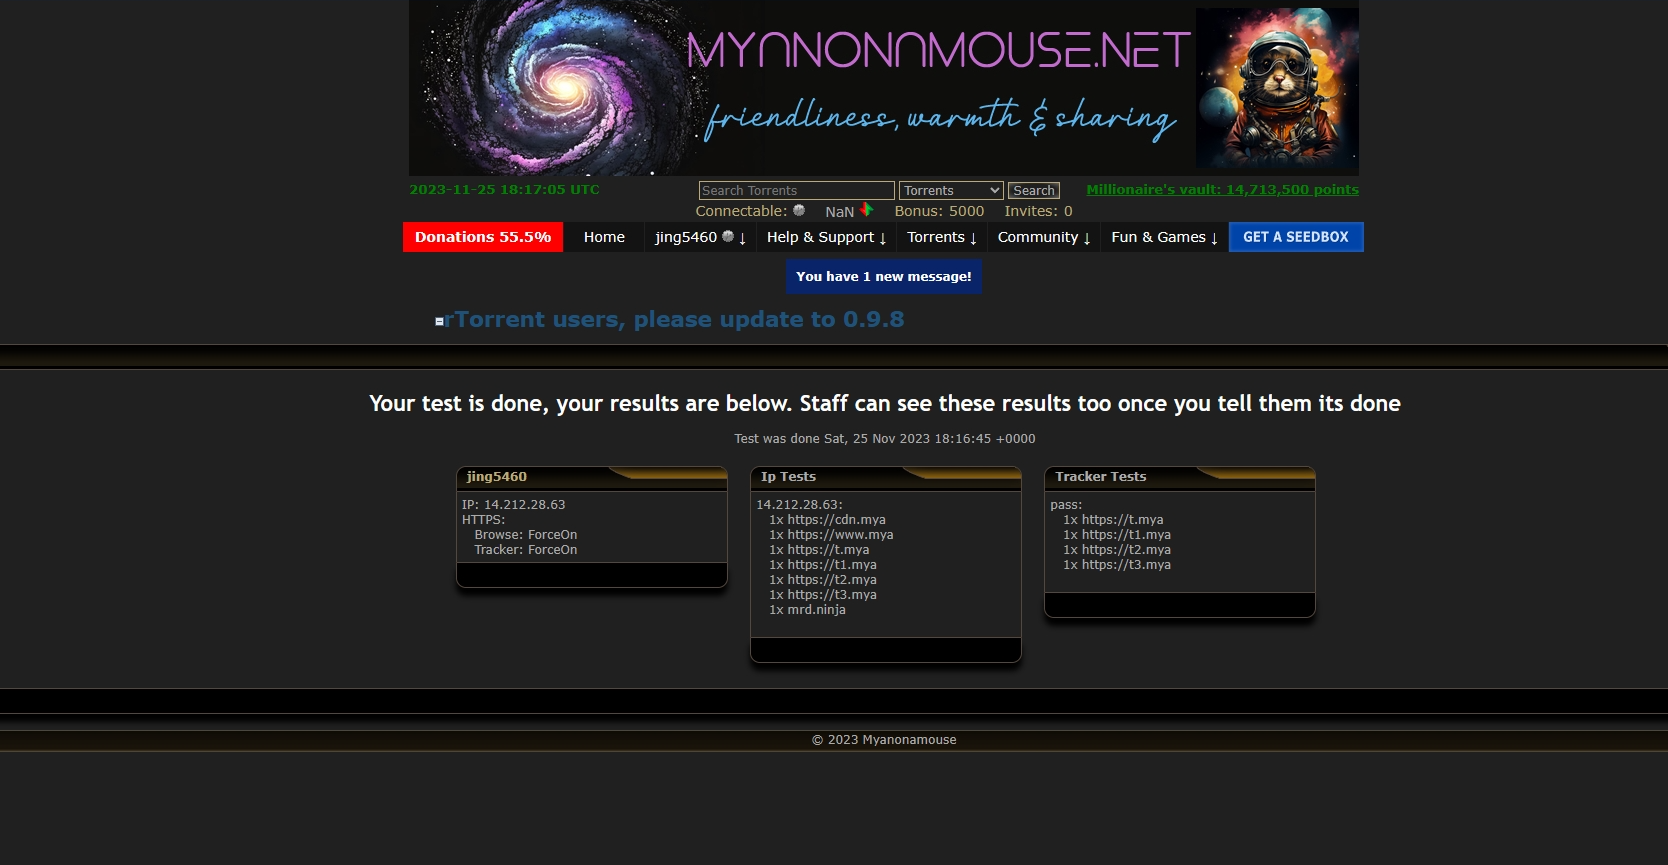 MYANONAMOUSE.NET
friendliness, warmth & sharing
2023-11-25 18:17:05 UTC
Search Torrents
Torrents
Search
Millionaire's vault: 14,713,500 points
Connectable:
NaN
Bonus: 5000
Invites: 0
Donations 55.5%
Home
jing5460 ↓
Help & Support ↓
Torrents ↓
Community ↓
Fun & Games ↓
GET A SEEDBOX
You have 1 new message!
rTorrent users, please update to 0.9.8
Your test is done, your results are below. Staff can see these results too once you tell them its done
Test was done Sat, 25 Nov 2023 18:16:45 +0000
jing5460
IP: 14.212.28.63
HTTPS:
Browse: ForceOn
Tracker: ForceOn
Ip Tests
14.212.28.63:
1x https://cdn.mya
1x https://www.mya
1x https://t.mya
1x https://t1.mya
1x https://t2.mya
1x https://t3.mya
1x mrd.ninja
Tracker Tests
pass:
1x https://t.mya
1x https://t1.mya
1x https://t2.mya
1x https://t3.mya
© 2023 Myanonamouse